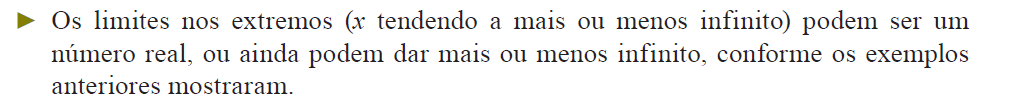 ► Os limites nos extremos (x tendendo a mais ou menos infinito) podem ser um
número real, ou ainda podem dar mais ou menos infinito, conforme os exemplos
anteriores mostraram.